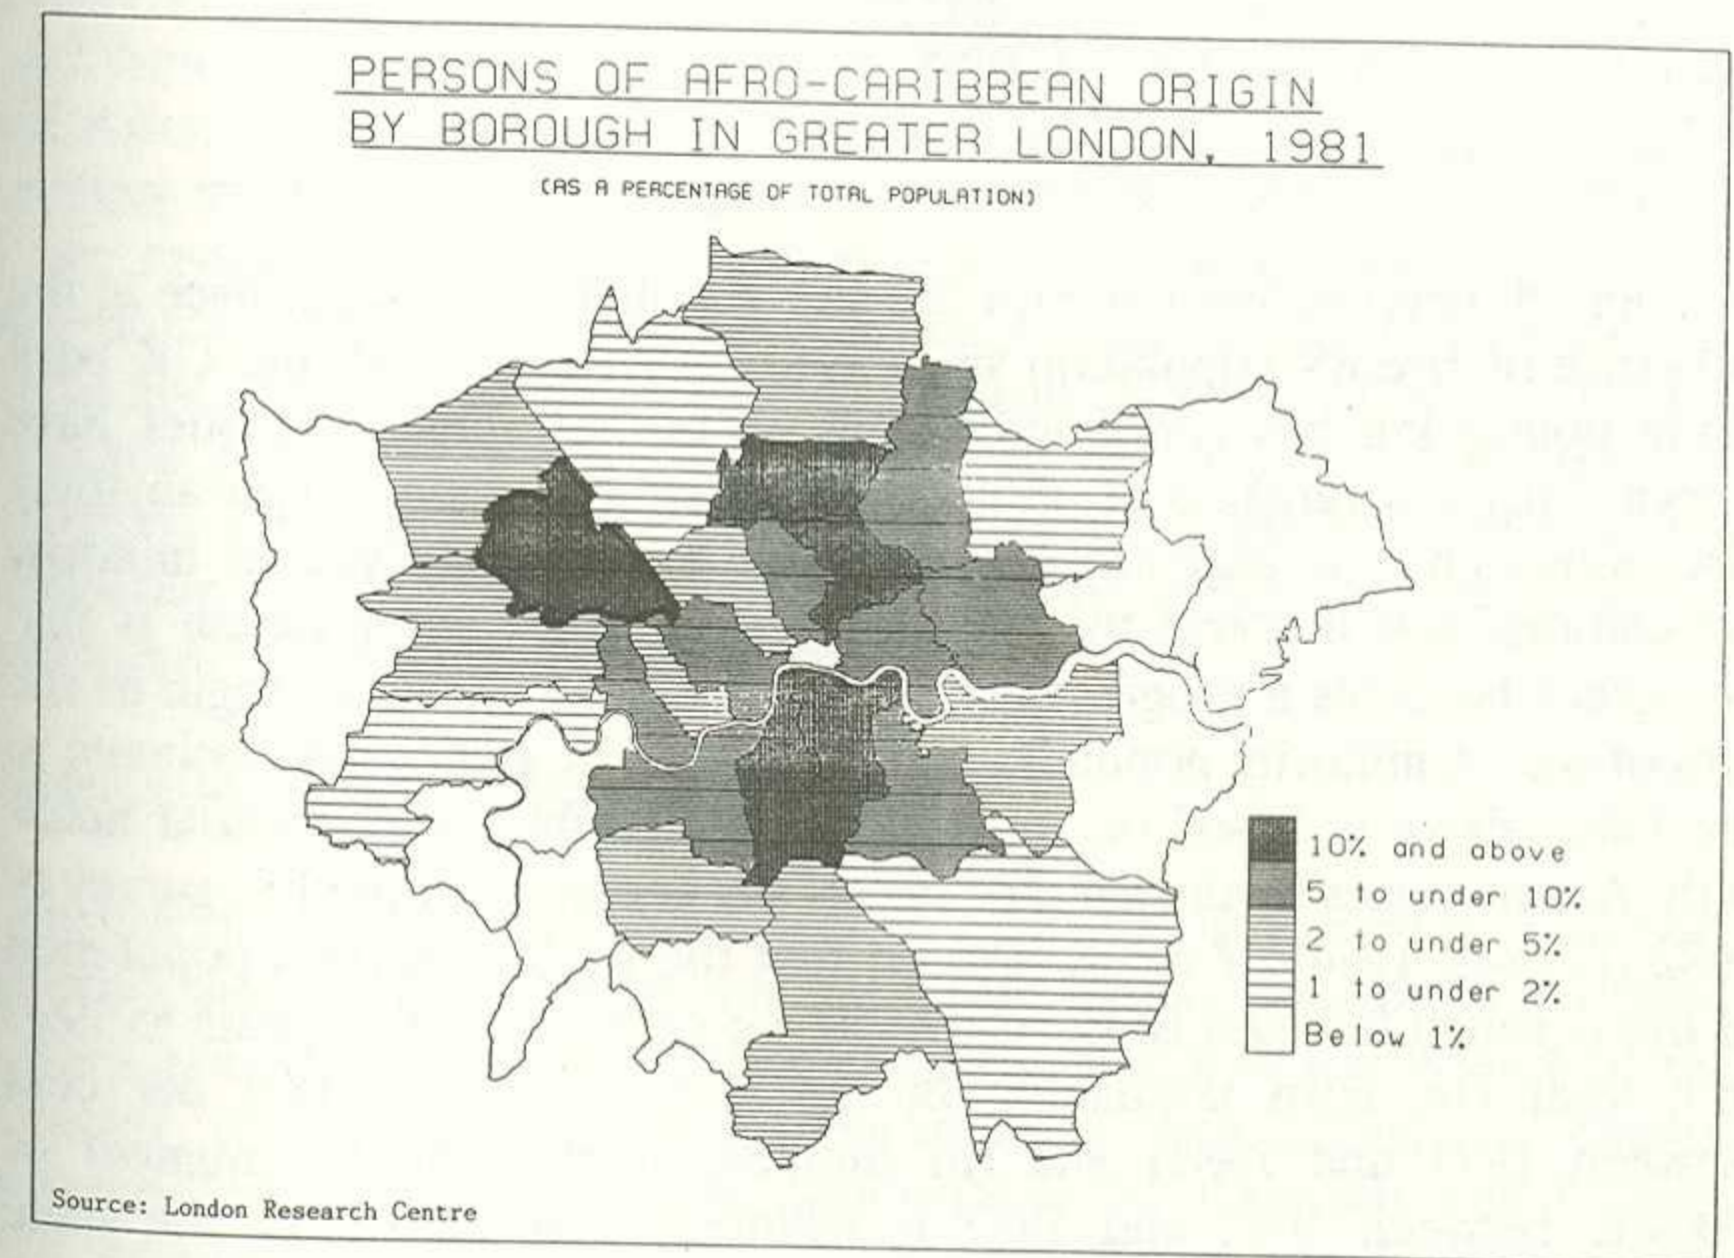 PERSONS OF AFRO-CARIBBEAN ORIGIN
BY BOROUGH IN GREATER LONDON, 1981
(AS A PERCENTAGE OF TOTAL POPULATION)
10% and above
5 to under 10%
2 to under 5%
1 to under 2%
Below 1%
Source: London Research Centre